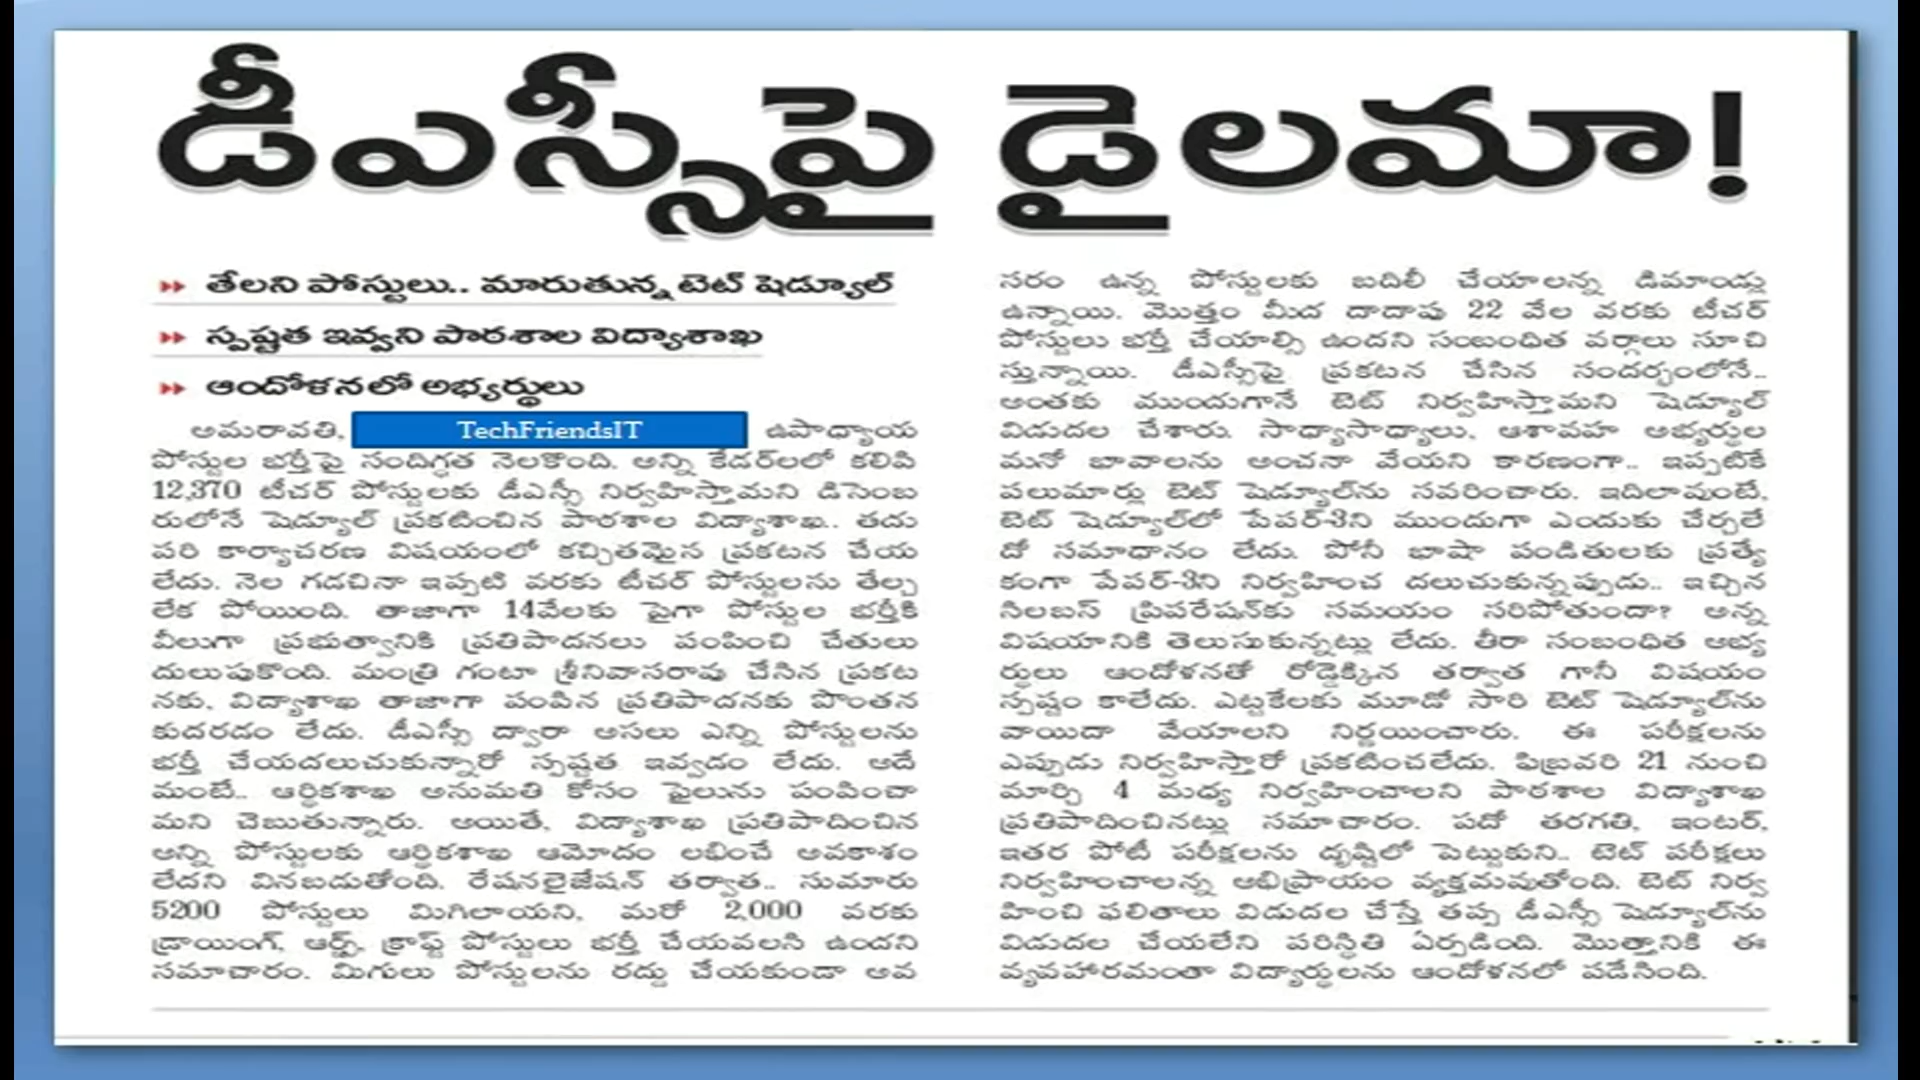 డీఎస్సీపై డైలమా!
తేలని పోస్టులు.. మారుతున్న టెట్ షెడ్యూల్
స్పష్టత ఇవ్వని పాఠశాల విద్యాశాఖ
ఆందోళనలో అభ్యర్థులు
అమరావతి, TechFriendsIT ఉపాధ్యాయ
పోస్టుల భర్తీపై సందిగ్ధత నెలకొంది. అన్ని కేడర్‌లలో కలిపి
12,370 టీచర్ పోస్టులకు డీఎస్సీ నిర్వహిస్తామని డిసెంబ
రులోనే షెడ్యూల్ ప్రకటించిన పాఠశాల విద్యాశాఖ.. తదు
పరి కార్యాచరణ విషయంలో కచ్చితమైన ప్రకటన చేయ
లేదు. నెల గడచినా ఇప్పటి వరకు టీచర్ పోస్టులను తేల్చ
లేక పోయింది. తాజాగా 14వేలకు పైగా పోస్టుల భర్తీకి
వీలుగా ప్రభుత్వానికి ప్రతిపాదనలు పంపించి చేతులు
దులుపుకొంది. మంత్రి గంటా శ్రీనివాసరావు చేసిన ప్రకట
నకు, విద్యాశాఖ తాజాగా పంపిన ప్రతిపాదనకు పొంతన
కుదరడం లేదు. డీఎస్సీ ద్వారా అసలు ఎన్ని పోస్టులను
భర్తీ చేయదలుచుకున్నారో స్పష్టత ఇవ్వడం లేదు. అదే
మంటే.. ఆర్థికశాఖ అనుమతి కోసం ఫైలును పంపించా
మని చెబుతున్నారు. అయితే, విద్యాశాఖ ప్రతిపాదించిన
అన్ని పోస్టులకు ఆర్థికశాఖ ఆమోదం లభించే అవకాశం
లేదని వినబడుతోంది. రేషనలైజేషన్ తర్వాత.. సుమారు
5200 పోస్టులు మిగిలాయని, మరో 2,000 వరకు
డ్రాయింగ్, ఆర్ట్స్, క్రాఫ్ట్ పోస్టులు భర్తీ చేయవలసి ఉందని
సమాచారం. మిగులు పోస్టులను రద్దు చేయకుండా అవ
సరం ఉన్న పోస్టులకు బదిలీ చేయాలన్న డిమాండ్లు
ఉన్నాయి. మొత్తం మీద దాదాపు 22 వేల వరకు టీచర్
పోస్టులు భర్తీ చేయాల్సి ఉందని సంబంధిత వర్గాలు సూచి
స్తున్నాయి. డీఎస్సీపై ప్రకటన చేసిన సందర్భంలోనే..
అంతకు ముందుగానే టెట్ నిర్వహిస్తామని షెడ్యూల్
విడుదల చేశారు. సాధ్యాసాధ్యాలు, ఆశావహ అభ్యర్థుల
మనో భావాలను అంచనా వేయని కారణంగా.. ఇప్పటికే
పలుమార్లు టెట్ షెడ్యూల్‌ను సవరించారు. ఇదిలావుంటే,
టెట్ షెడ్యూల్‌లో పేపర్-3ని ముందుగా ఎందుకు చేర్చలే
దో సమాధానం లేదు. పోనీ భాషా పండితులకు ప్రత్యే
కంగా పేపర్-3ని నిర్వహించ దలుచుకున్నప్పుడు.. ఇచ్చిన
సిలబస్ ప్రిపరేషన్‌కు సమయం సరిపోతుందా? అన్న
విషయానికి తెలుసుకున్నట్లు లేదు. తీరా సంబంధిత అభ్య
ర్థులు ఆందోళనతో రోడ్డెక్కిన తర్వాత గానీ విషయం
స్పష్టం కాలేదు. ఎట్టకేలకు మూడో సారి టెట్ షెడ్యూల్‌ను
వాయిదా వేయాలని నిర్ణయించారు. ఈ పరీక్షలను
ఎప్పుడు నిర్వహిస్తారో ప్రకటించలేదు. ఫిబ్రవరి 21 నుంచి
మార్చి 4 మధ్య నిర్వహించాలని పాఠశాల విద్యాశాఖ
ప్రతిపాదించినట్లు సమాచారం. పదో తరగతి, ఇంటర్,
ఇతర పోటీ పరీక్షలను దృష్టిలో పెట్టుకుని.. టెట్ పరీక్షలు
నిర్వహించాలన్న అభిప్రాయం వ్యక్తమవుతోంది. టెట్ నిర్వ
హించి ఫలితాలు విడుదల చేస్తే తప్ప డీఎస్సీ షెడ్యూల్‌ను
విడుదల చేయలేని పరిస్థితి ఏర్పడింది. మొత్తానికి ఈ
వ్యవహారమంతా విద్యార్థులను ఆందోళనలో పడేసింది.